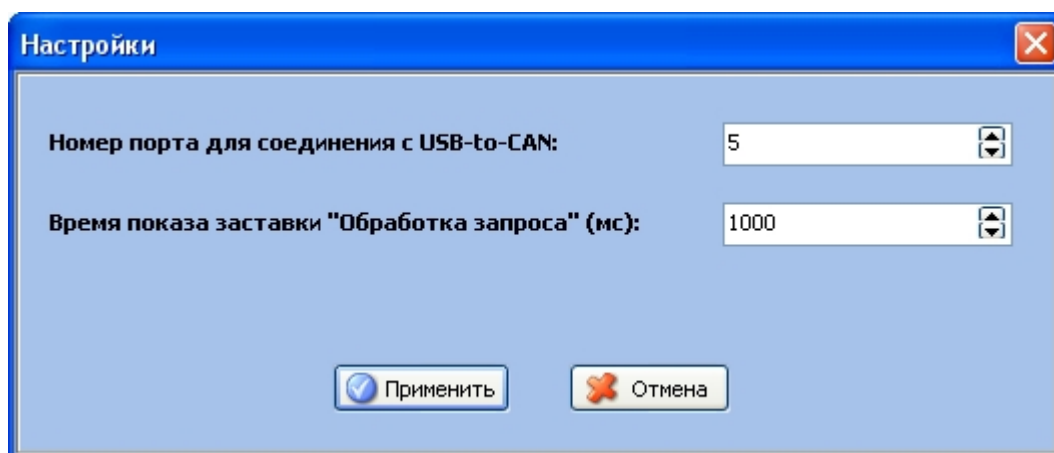 Настройки
Номер порта для соединения с USB-to-CAN: 5
Время показа заставки "Обработка запроса" (мс): 1000
Применить Отмена